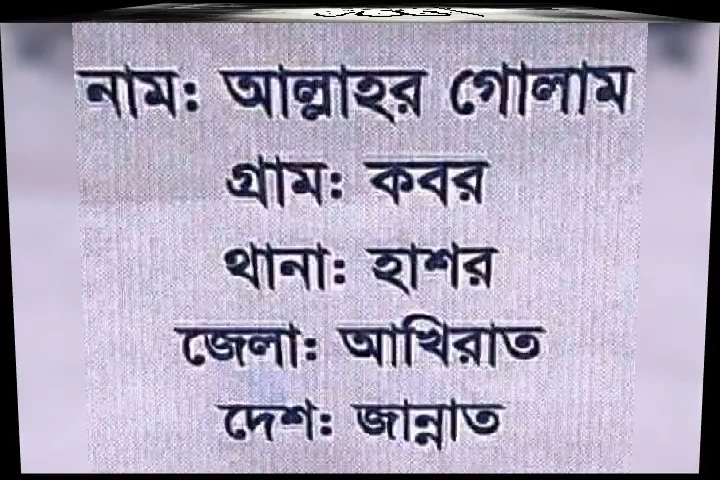 নাম: আল্লাহর গোলাম
গ্রাম: কবর
থানা: হাশর
জেলা: আখিরাত
দেশ: জান্নাত